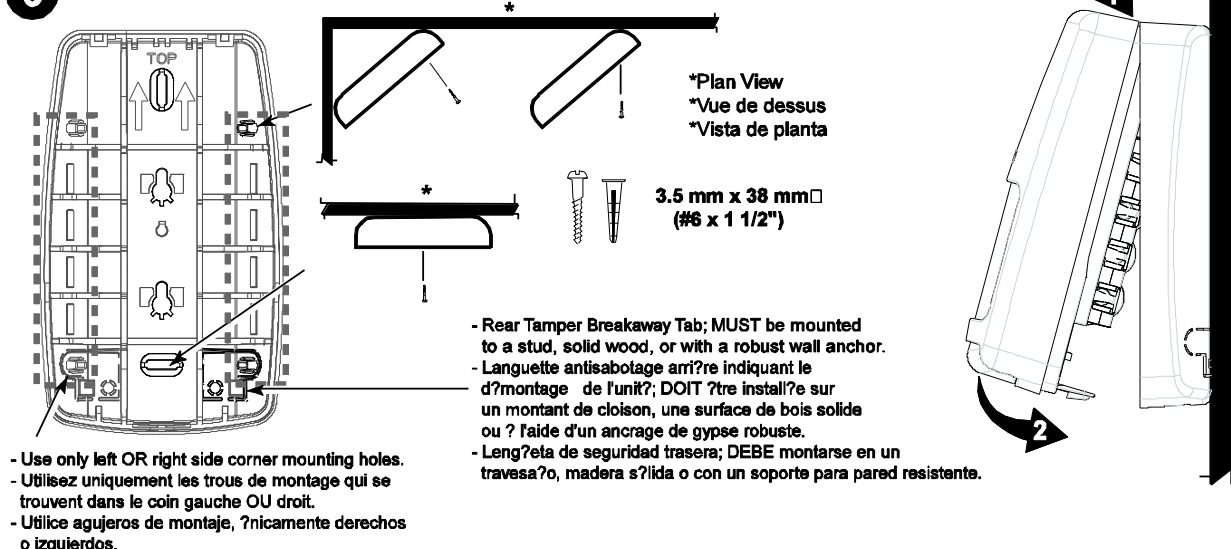 *
TOP
*Plan View
*Vue de dessus
*Vista de planta
*
3.5 mm x 38 mm□
(#6 x 1 1/2")
- Rear Tamper Breakaway Tab; MUST be mounted
to a stud, solid wood, or with a robust wall anchor.
- Languette antisabotage arri?re indiquant le
d?montage de l'unit?; DOIT ?tre install?e sur
un montant de cloison, une surface de bois solide
ou ? l'aide d'un ancrage de gypse robuste.
- Leng?eta de seguridad trasera; DEBE montarse en un
travesa?o, madera s?lida o con un soporte para pared resistente.
- Use only left OR right side corner mounting holes.
- Utilisez uniquement les trous de montage qui se
trouvent dans le coin gauche OU droit.
- Utilice agujeros de montaje, ?nicamente derechos
o izquierdos.
2